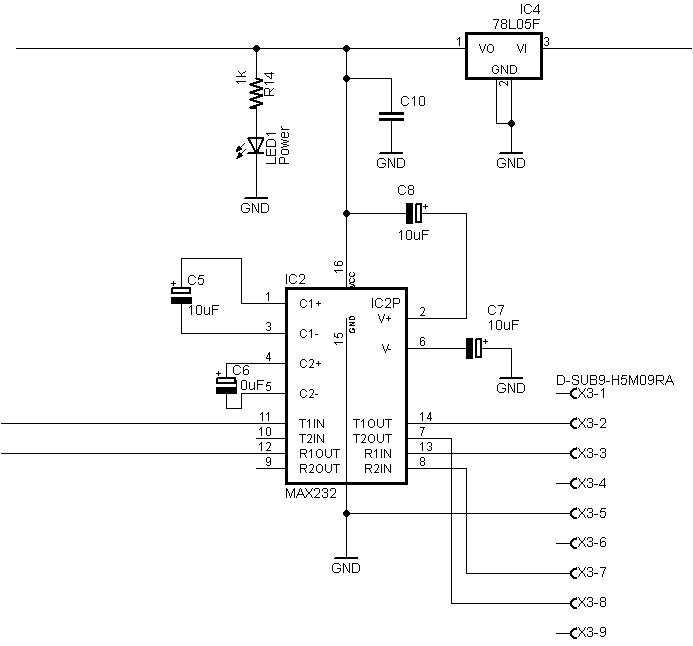 IC4
78L05F
1
VO
VI
3
GND
2
1k
R14
C10
LED1
Power
GND
GND
GND
C8
+
10uF
16
VCC
IC2
IC2P
+
C5
10uF
1
C1+
V+
2
C7
10uF
+
15
GND
3
C1-
V-
6
4
C2+
+
C6
0uF
5
C2-
GND
D-SUB9-H5M09RA
X3-1
11
T1IN
T1OUT
14
X3-2
10
T2IN
T2OUT
7
12
R1OUT
R1IN
13
X3-3
9
R2OUT
R2IN
8
X3-4
MAX232
X3-5
X3-6
GND
X3-7
X3-8
X3-9